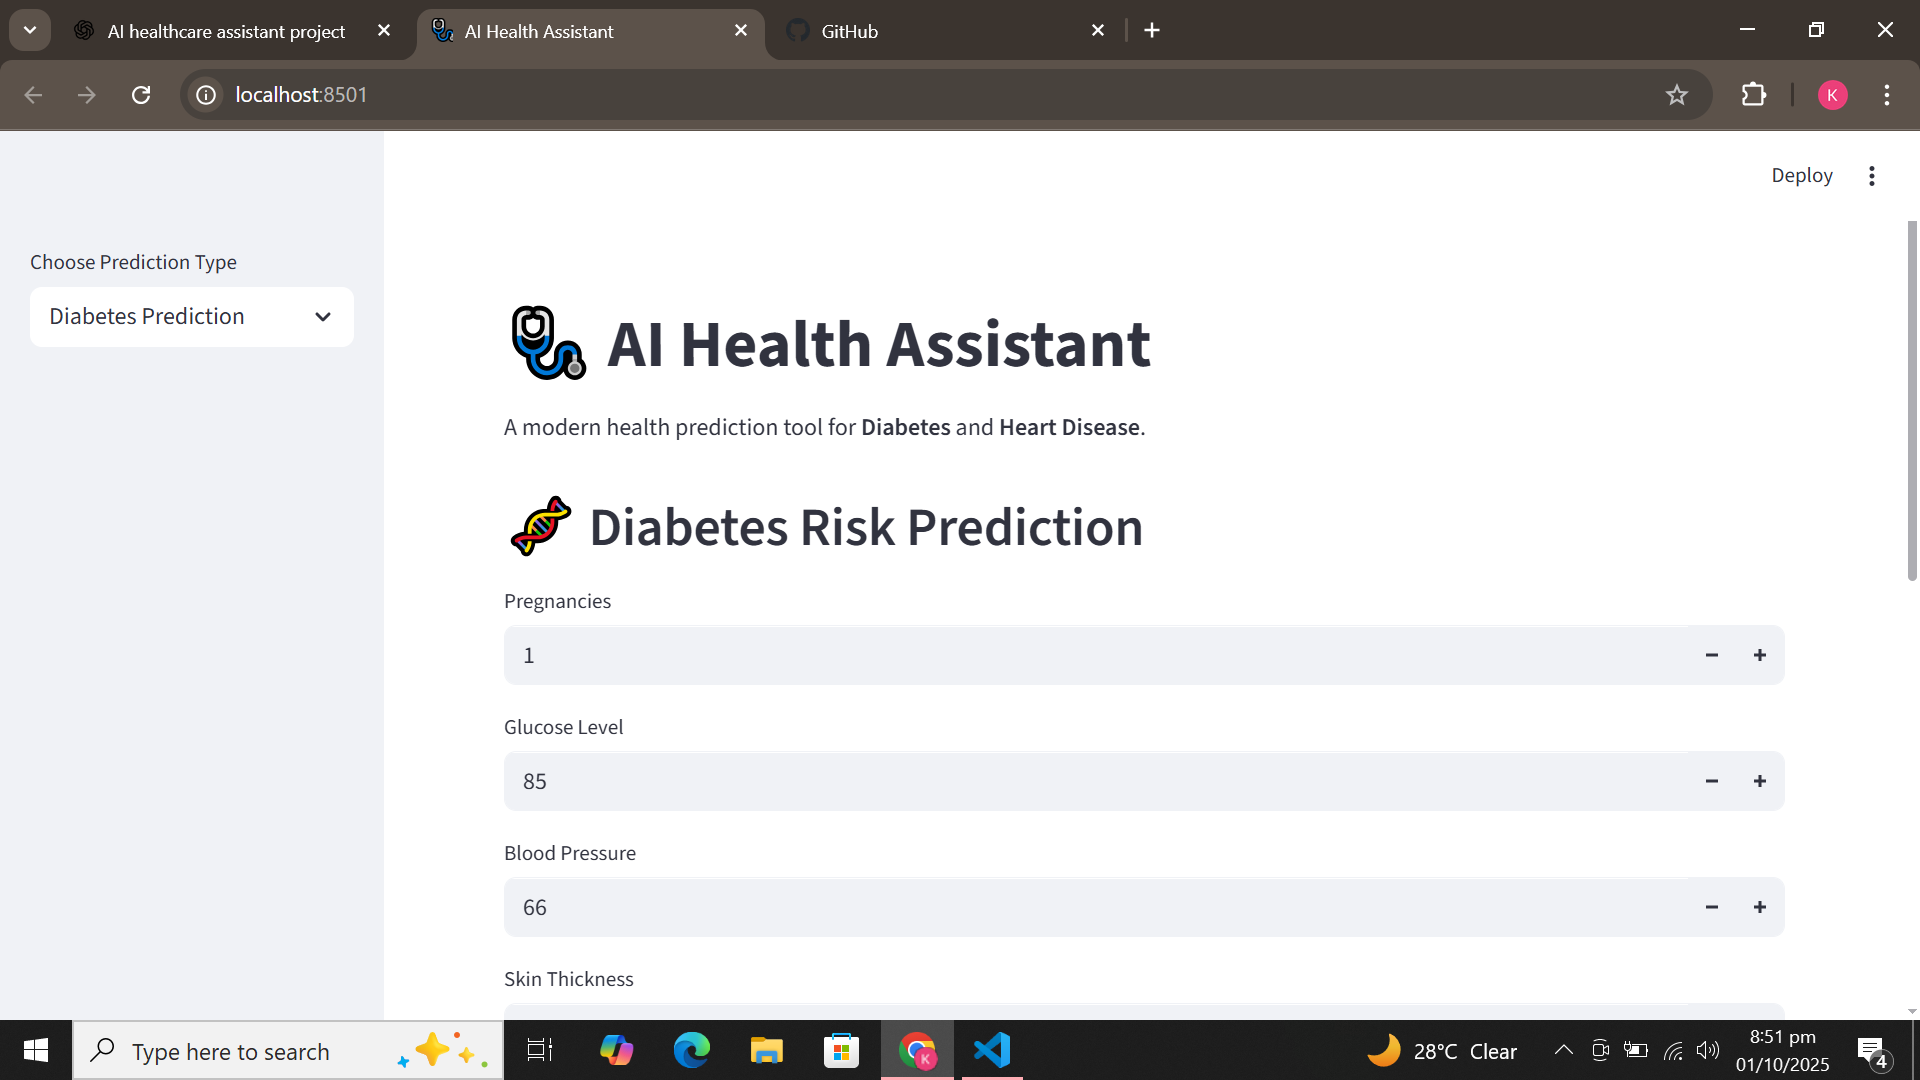 AI healthcare assistant project
AI Health Assistant
GitHub
localhost:8501
K
Deploy
Choose Prediction Type
Diabetes Prediction
AI Health Assistant
A modern health prediction tool for Diabetes and Heart Disease.
Diabetes Risk Prediction
Pregnancies
1
Glucose Level
85
Blood Pressure
66
Skin Thickness
Type here to search
K
28°C Clear
8:51 pm
01/10/2025
4